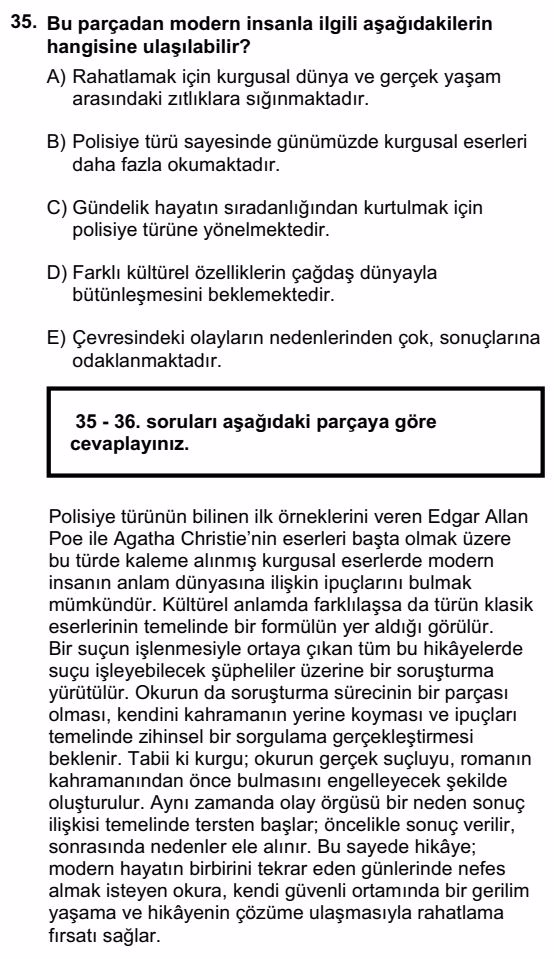 35. Bu parçadan modern insanla ilgili aşağıdakilerin
hangisine ulaşılabilir?
A) Rahatlamak için kurgusal dünya ve gerçek yaşam
arasındaki zıtlıklara sığınmaktadır.
B) Polisiye türü sayesinde günümüzde kurgusal eserleri
daha fazla okumaktadır.
C) Gündelik hayatın sıradanlığından kurtulmak için
polisiye türüne yönelmektedir.
D) Farklı kültürel özelliklerin çağdaş dünyayla
bütünleşmesini beklemektedir.
E) Çevresindeki olayların nedenlerinden çok, sonuçlarına
odaklanmaktadır.
35 - 36. soruları aşağıdaki parçaya göre
cevaplayınız.
Polisiye türünün bilinen ilk örneklerini veren Edgar Allan
Poe ile Agatha Christie’nin eserleri başta olmak üzere
bu türde kaleme alınmış kurgusal eserlerde modern
insanın anlam dünyasına ilişkin ipuçlarını bulmak
mümkündür. Kültürel anlamda farklılaşsa da türün klasik
eserlerinin temelinde bir formülün yer aldığı görülür.
Bir suçun işlenmesiyle ortaya çıkan tüm bu hikâyelerde
suçu işleyebilecek şüpheliler üzerine bir soruşturma
yürütülür. Okurun da soruşturma sürecinin bir parçası
olması, kendini kahramanın yerine koyması ve ipuçları
temelinde zihinsel bir sorgulama gerçekleştirmesi
beklenir. Tabii ki kurgu; okurun gerçek suçluyu, romanın
kahramanından önce bulmasını engelleyecek şekilde
oluşturulur. Aynı zamanda olay örgüsü bir neden sonuç
ilişkisi temelinde tersten başlar; öncelikle sonuç verilir,
sonrasında nedenler ele alınır. Bu sayede hikâye;
modern hayatın birbirini tekrar eden günlerinde nefes
almak isteyen okura, kendi güvenli ortamında bir gerilim
yaşama ve hikâyenin çözüme ulaşmasıyla rahatlama
fırsatı sağlar.